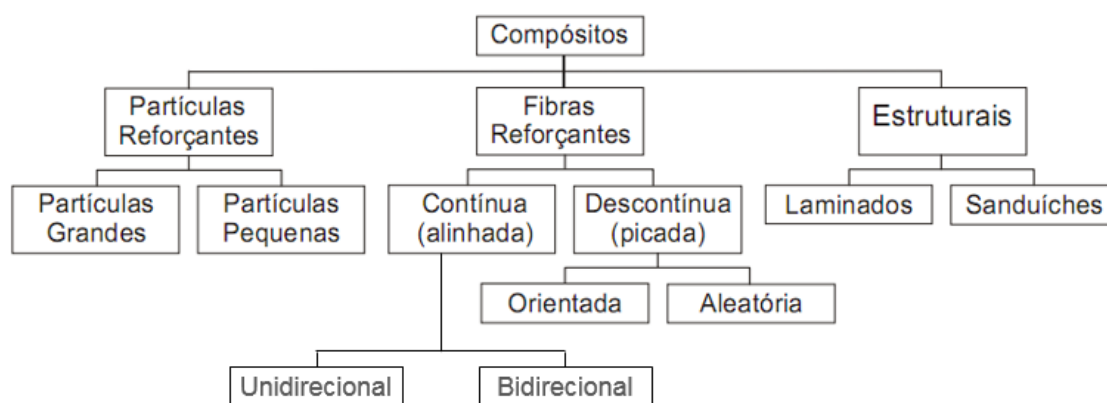 Compósitos
Partículas
Reforçantes
Fibras
Reforçantes
Estruturais
Partículas
Grandes
Partículas
Pequenas
Contínua
(alinhada)
Descontínua
(picada)
Laminados
Sanduíches
Orientada
Aleatória
Unidirecional
Bidirecional